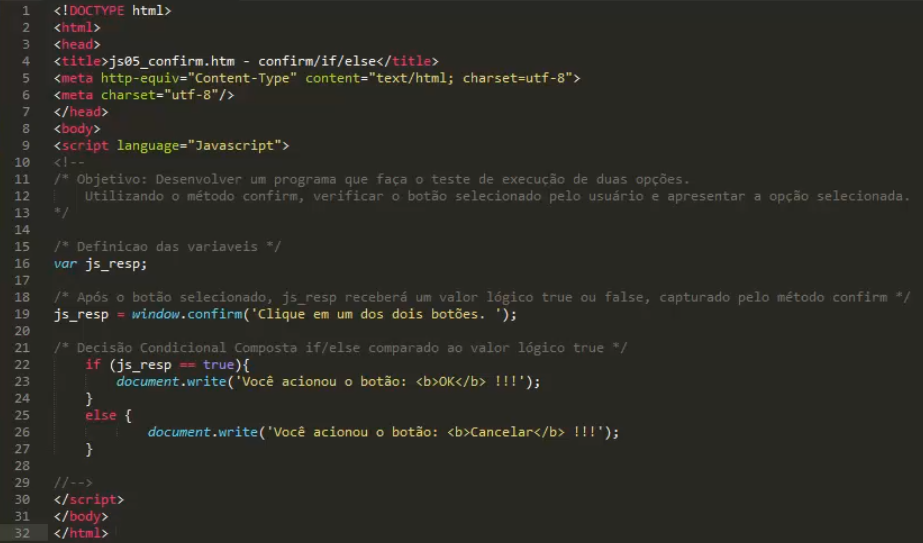 1 <!DOCTYPE html>
2 <html>
3 <head>
4 <title>js05_confirm.htm - confirm/if/else</title>
5 <meta http-equiv="Content-Type" content="text/html; charset=utf-8">
6 <meta charset="utf-8"/>
7 </head>
8 <body>
9 <script language="Javascript">
10 <!--
11 /* Objetivo: Desenvolver um programa que faça o teste de execução de duas opções.
12 Utilizando o método confirm, verificar o botão selecionado pelo usuário e apresentar a opção selecionada.
13 */
14
15 /* Definicao das variaveis */
16 var js_resp;
17
18 /* Após o botão selecionado, js_resp receberá um valor lógico true ou false, capturado pelo método confirm */
19 js_resp = window.confirm('Clique em um dos dois botões. ');
20
21 /* Decisão Condicional Composta if/else comparado ao valor lógico true */
22 if (js_resp == true){
23 document.write('Você acionou o botão: <b>OK</b> !!!');
24 }
25 else {
26 document.write('Você acionou o botão: <b>Cancelar</b> !!!');
27 }
28
29 //-->
30 </script>
31 </body>
32 </html>